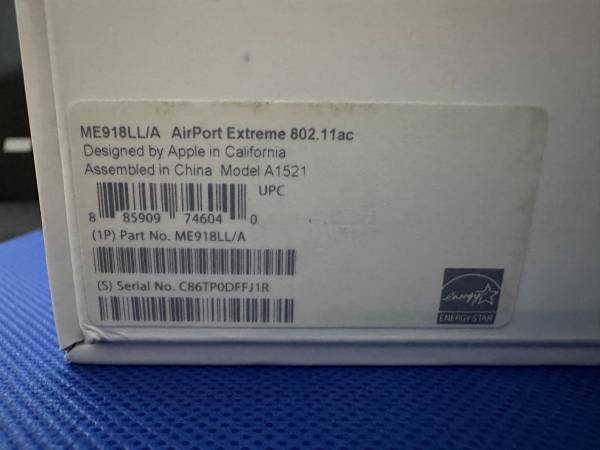 ME918LL/A AirPort Extreme 802.11ac
Designed by Apple in California
Assembled in China Model A1521
UPC
8 85909 74604 0
(1P) Part No. ME918LL/A
(S) Serial No. C86TP0DFFJ1R
energy
ENERGY STAR